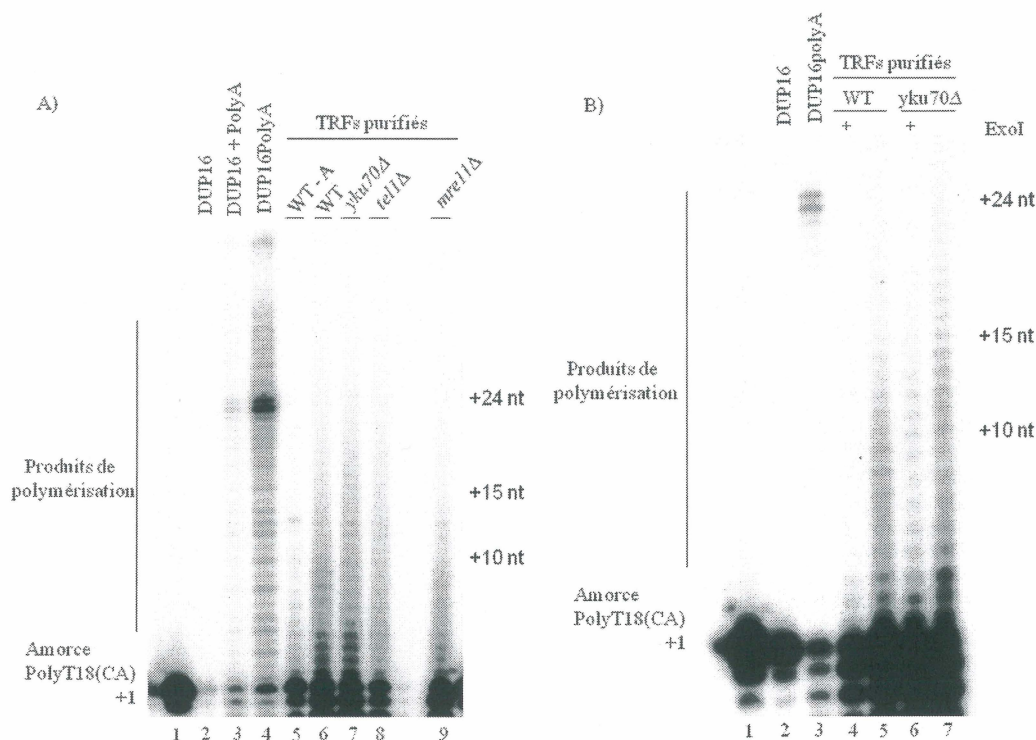 A)
DUP16
DUP16 + PolyA
DUP16PolyA
TRFs purifiés
WT - A
WT
yku70Δ
tel1Δ
mre11Δ
+24 nt
+15 nt
+10 nt
Produits de
polymérisation
Amorce
PolyT18(CA)
+1
1 2 3 4 5 6 7 8 9
B)
DUP16
DUP16polyA
TRFs purifiés
WT yku70Δ
+ + ExoI
+24 nt
+15 nt
+10 nt
Produits de
polymérisation
Amorce
PolyT18(CA)
+1
1 2 3 4 5 6 7